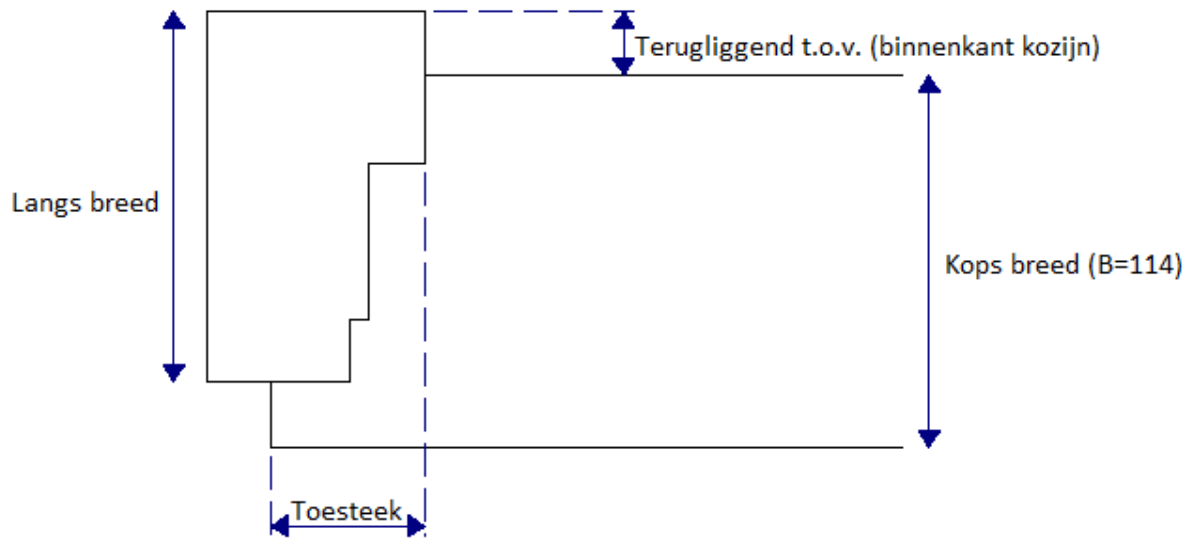 Terugliggend t.o.v. (binnenkant kozijn)
Langs breed
Kops breed (B=114)
Toesteek